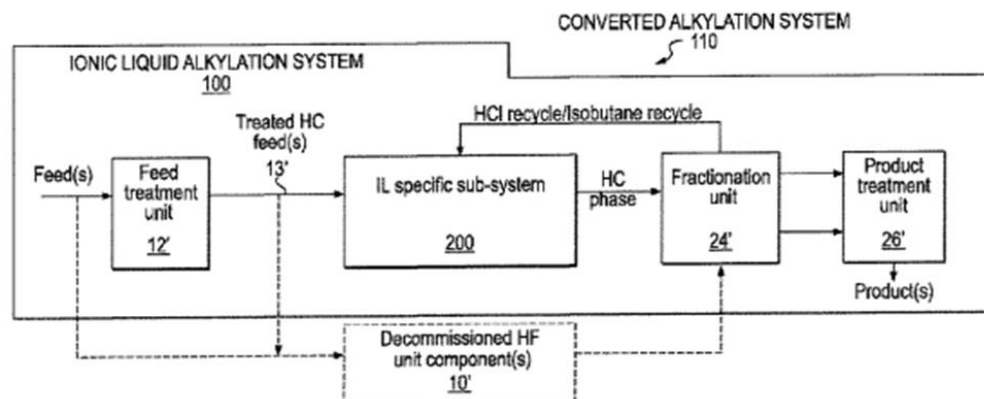 CONVERTED ALKYLATION SYSTEM
110
IONIC LIQUID ALKYLATION SYSTEM
100
Treated HC
feed(s)
13'
HCl recycle/Isobutane recycle
Feed(s)
Feed
treatment
unit
12'
IL specific sub-system
200
HC
phase
Fractionation
unit
24'
Product
treatment
unit
26'
Product(s)
Decommissioned HF
unit component(s)
10'